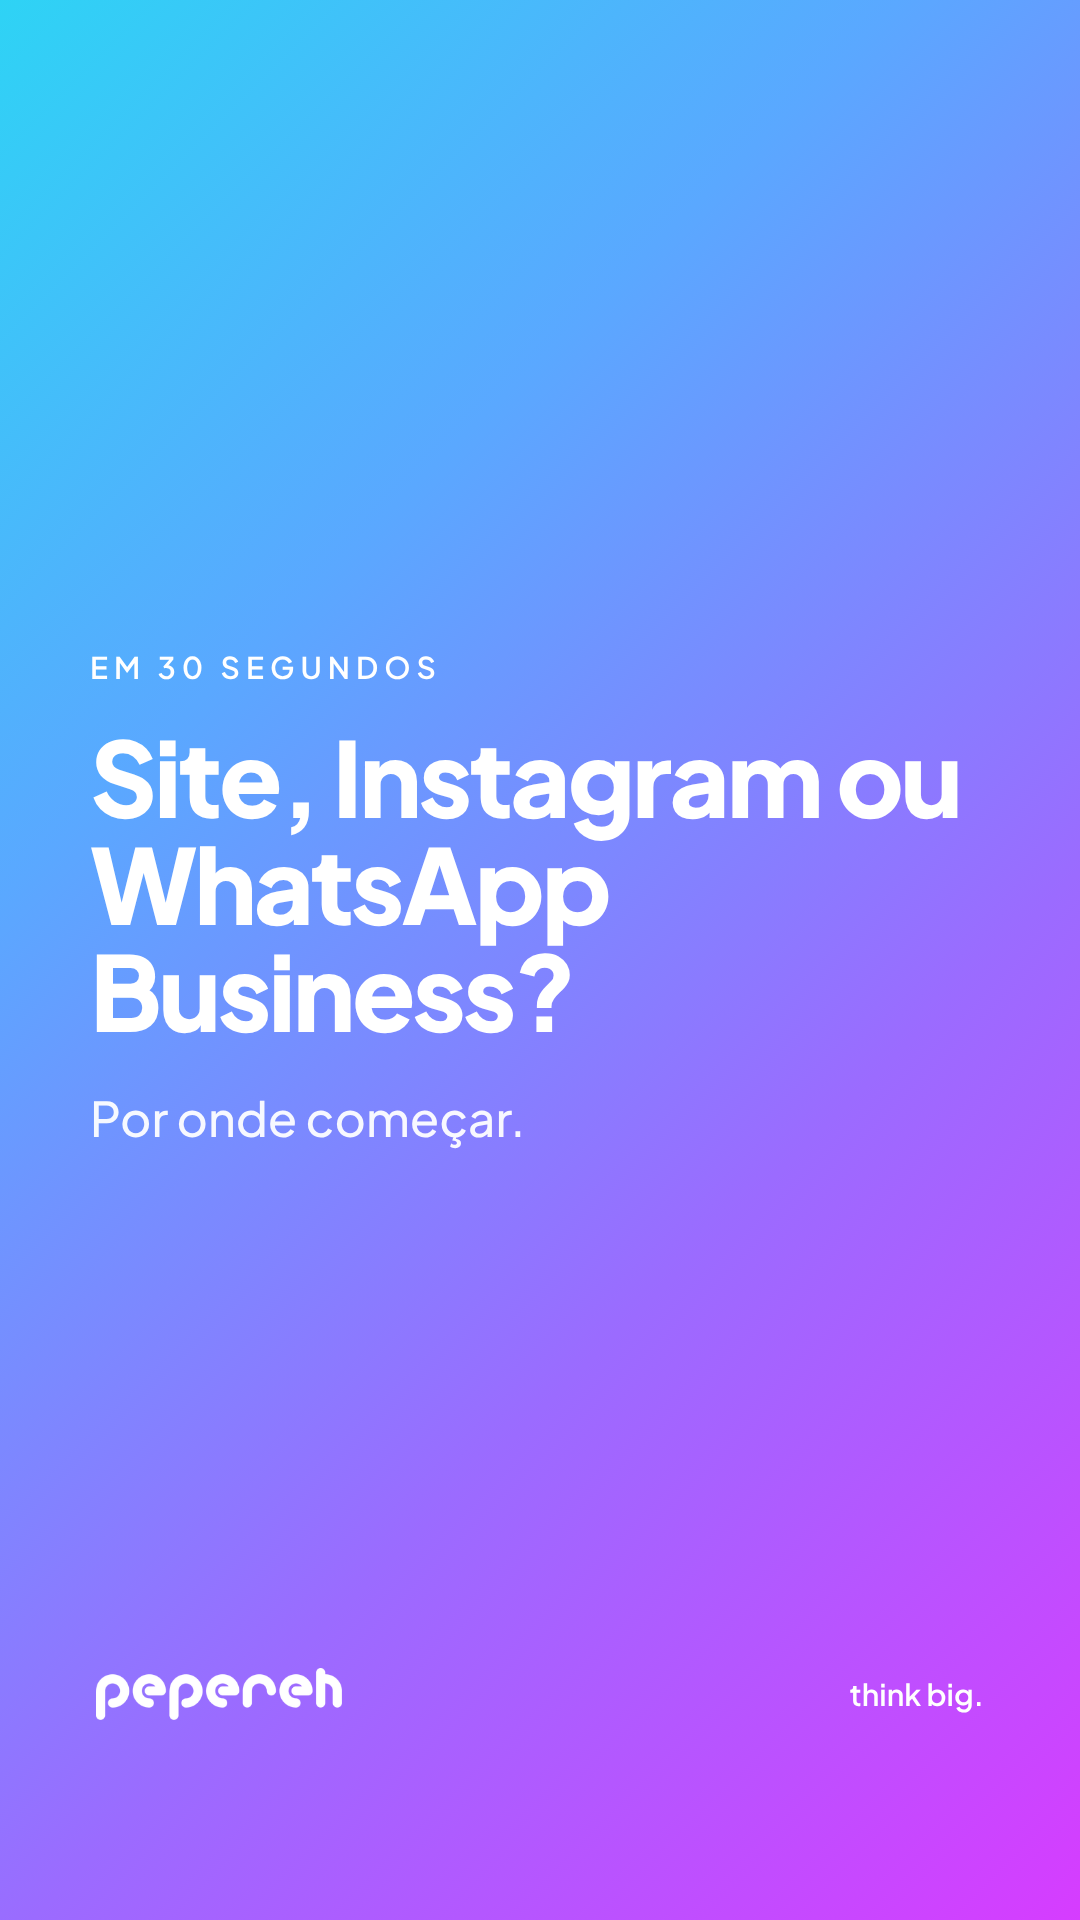 EM 30 SEGUNDOS
Site, Instagram ou
WhatsApp
Business?
Por onde começar.
pepereh
think big.